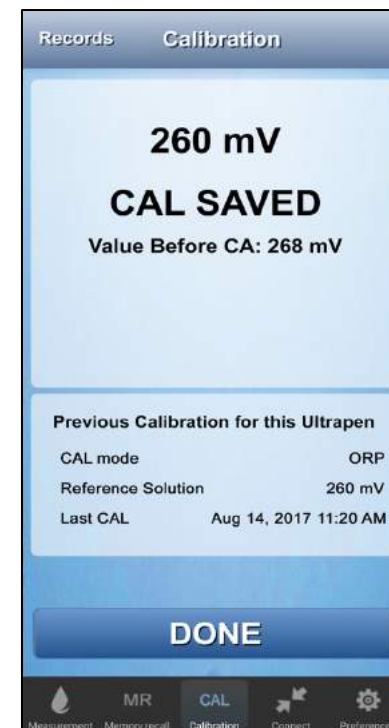 Records Calibration
260 mV
CAL SAVED
Value Before CA: 268 mV
Previous Calibration for this Ultrapen
CAL mode ORP
Reference Solution 260 mV
Last CAL Aug 14, 2017 11:20 AM
DONE
MR CAL
Measurement Memory recall Calibration Connect Preference